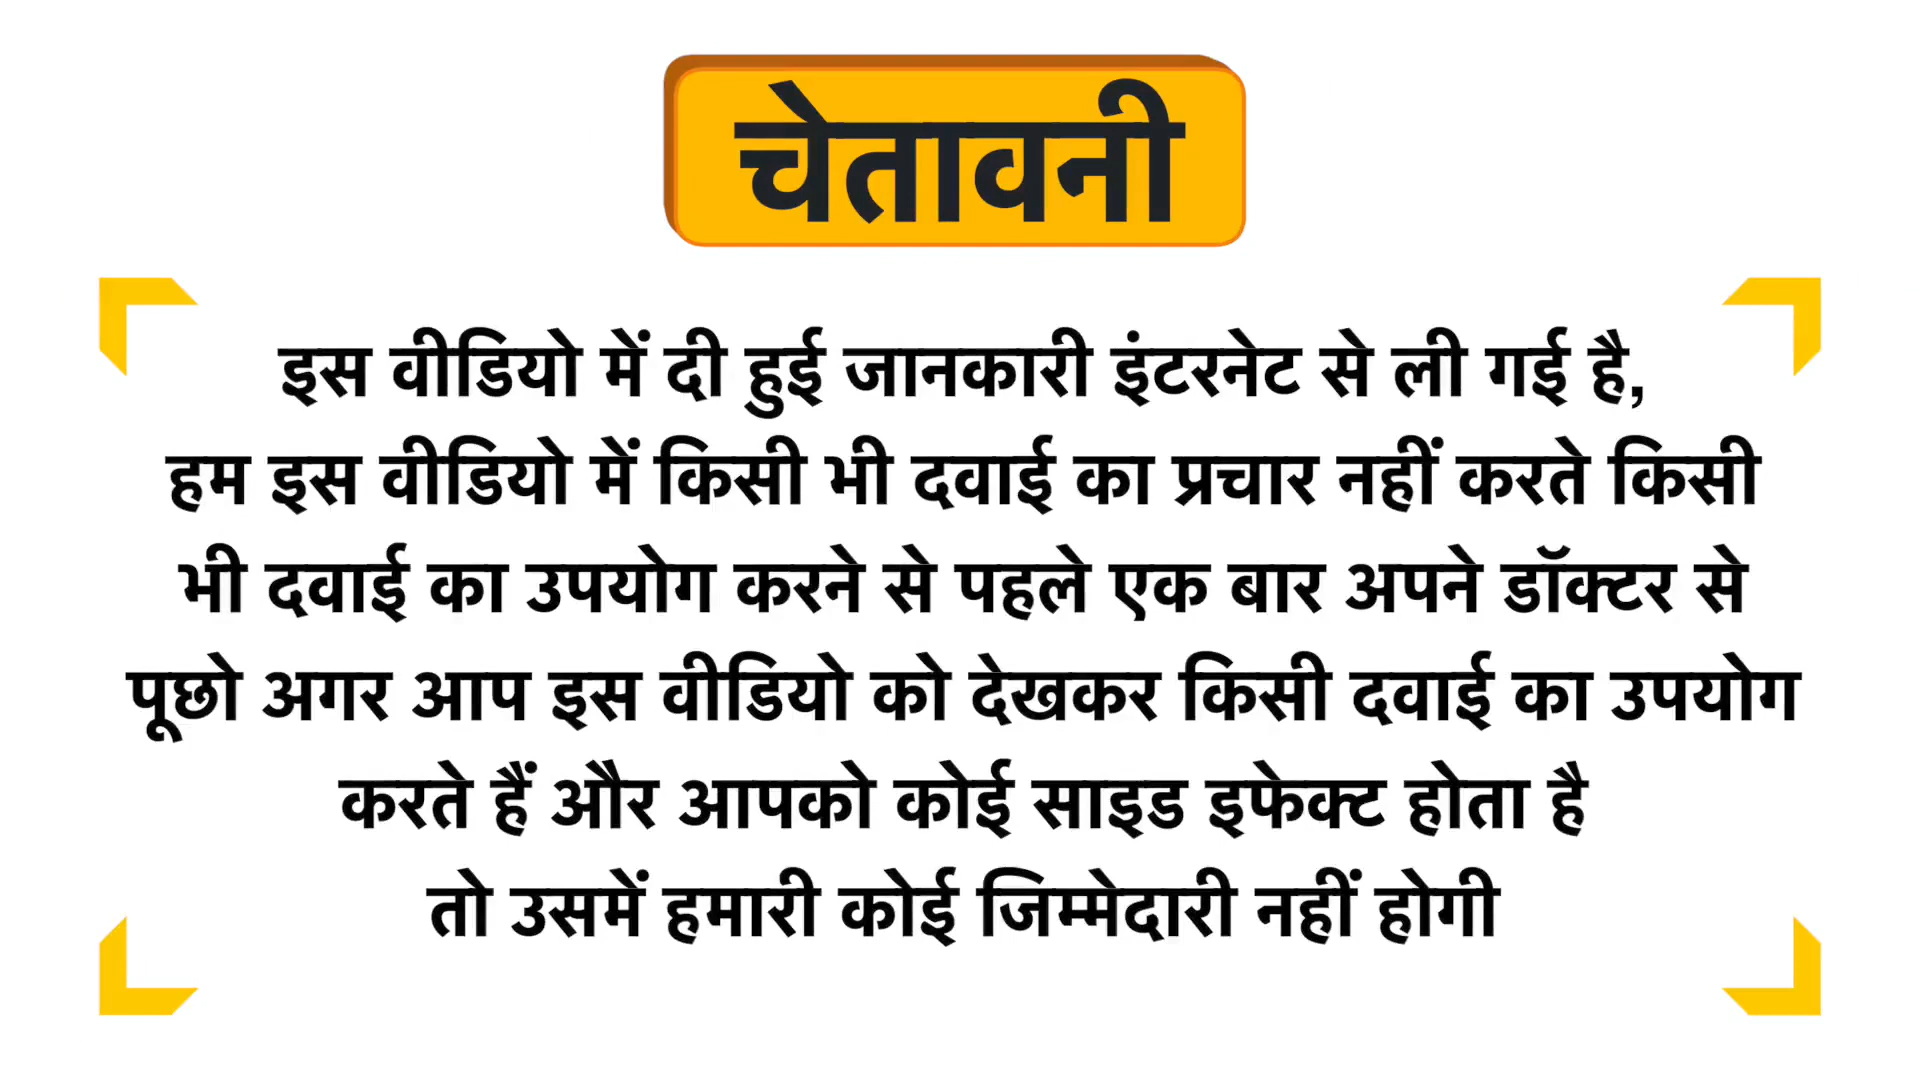 चेतावनी
इस वीडियो में दी हुई जानकारी इंटरनेट से ली गई है,
हम इस वीडियो में किसी भी दवाई का प्रचार नहीं करते किसी
भी दवाई का उपयोग करने से पहले एक बार अपने डॉक्टर से
पूछो अगर आप इस वीडियो को देखकर किसी दवाई का उपयोग
करते हैं और आपको कोई साइड इफेक्ट होता है
तो उसमें हमारी कोई जिम्मेदारी नहीं होगी